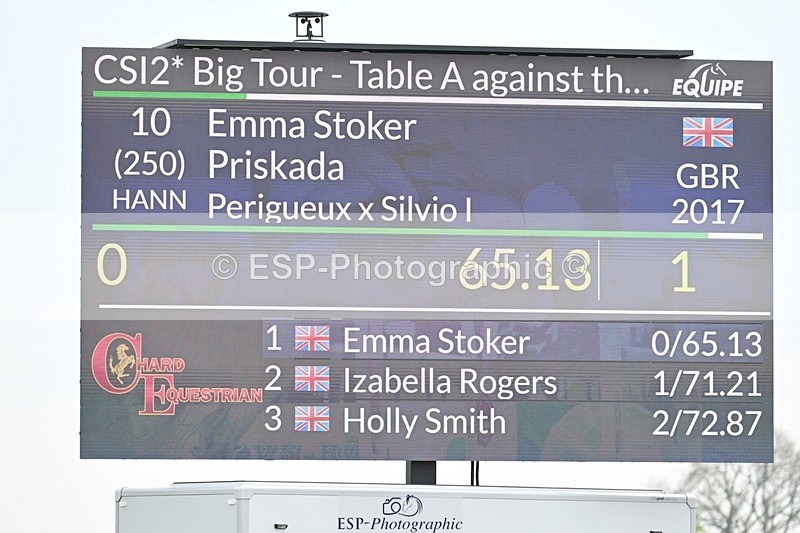 CSI2* Big Tour - Table A against th...
EQUIPE
10 Emma Stoker
(250) Priskada GBR
HANN Perigueux x Silvio I 2017
0 65.13 1
© ESP-Photographic ©
1 Emma Stoker 0/65.13
2 Izabella Rogers 1/71.21
3 Holly Smith 2/72.87
CHARD
EQUESTRIAN
ESP-Photographic